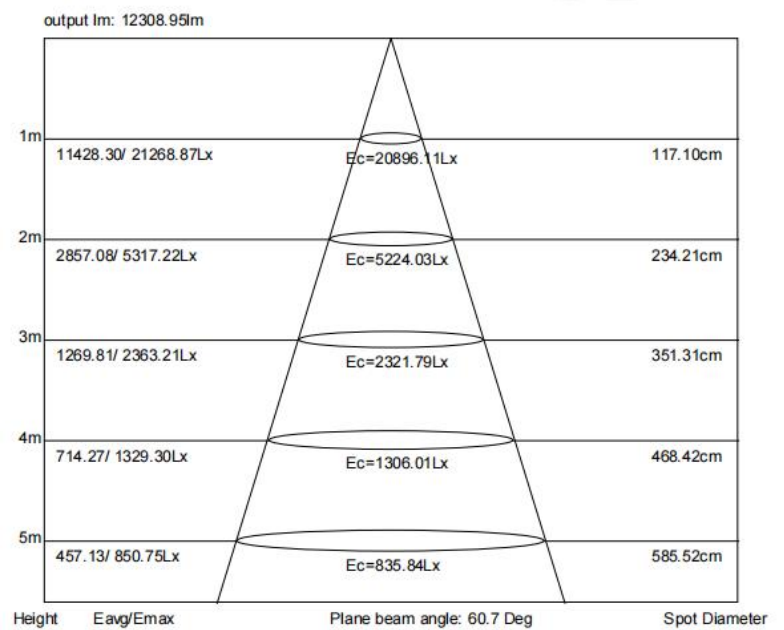 output lm: 12308.95lm
1m
11428.30/ 21268.87Lx
Ec=20896.11Lx
117.10cm
2m
2857.08/ 5317.22Lx
Ec=5224.03Lx
234.21cm
3m
1269.81/ 2363.21Lx
Ec=2321.79Lx
351.31cm
4m
714.27/ 1329.30Lx
Ec=1306.01Lx
468.42cm
5m
457.13/ 850.75Lx
Ec=835.84Lx
585.52cm
Height Eavg/Emax Plane beam angle: 60.7 Deg Spot Diameter